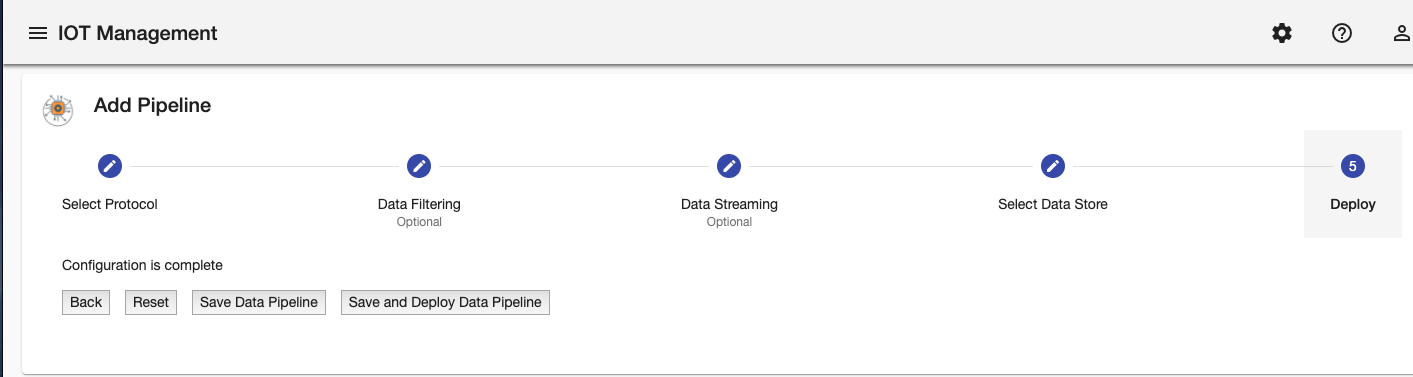 IOT Management
Add Pipeline
5
Select Protocol
Data Filtering
Optional
Data Streaming
Optional
Select Data Store
Deploy
Configuration is complete
Back Reset Save Data Pipeline Save and Deploy Data Pipeline